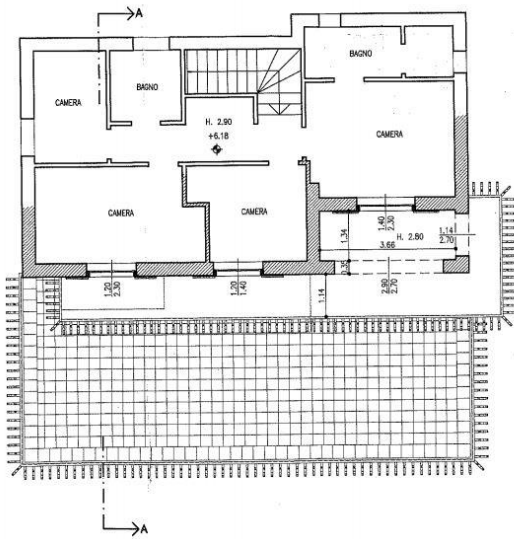 A
BAGNO
BAGNO
CAMERA
H. 2.90
+6.18
CAMERA
CAMERA
CAMERA
1.40
2.30
1.34
H. 2.80
3.66
1.14
2.70
0.35
1.20
2.30
1.20
1.40
1.14
2.90
2.70
A